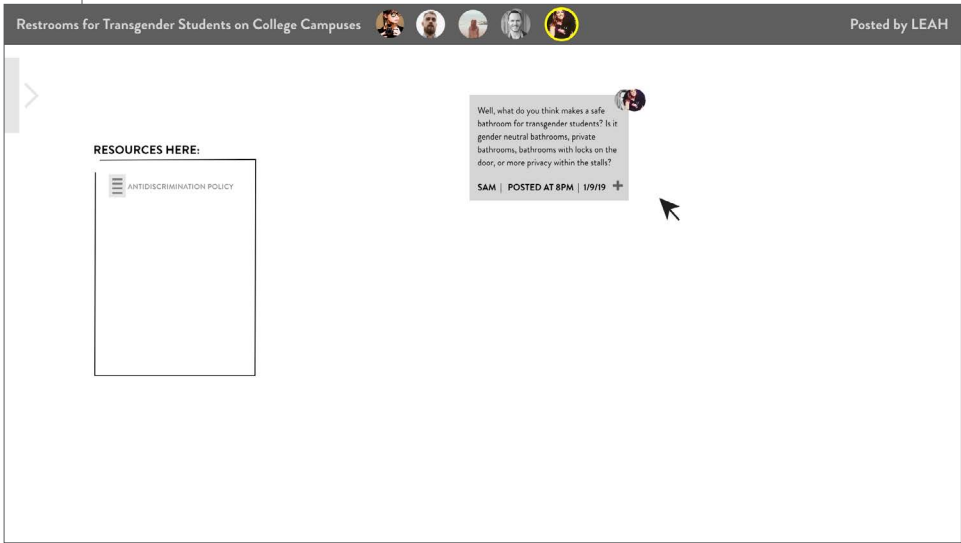 Restrooms for Transgender Students on College Campuses
Posted by LEAH
Well, what do you think makes a safe
bathroom for transgender students? Is it
gender neutral bathrooms, private
bathrooms, bathrooms with locks on the
door, or more privacy within the stalls?
SAM | POSTED AT 8PM | 1/9/19 +
RESOURCES HERE:
ANTIDISCRIMINATION POLICY